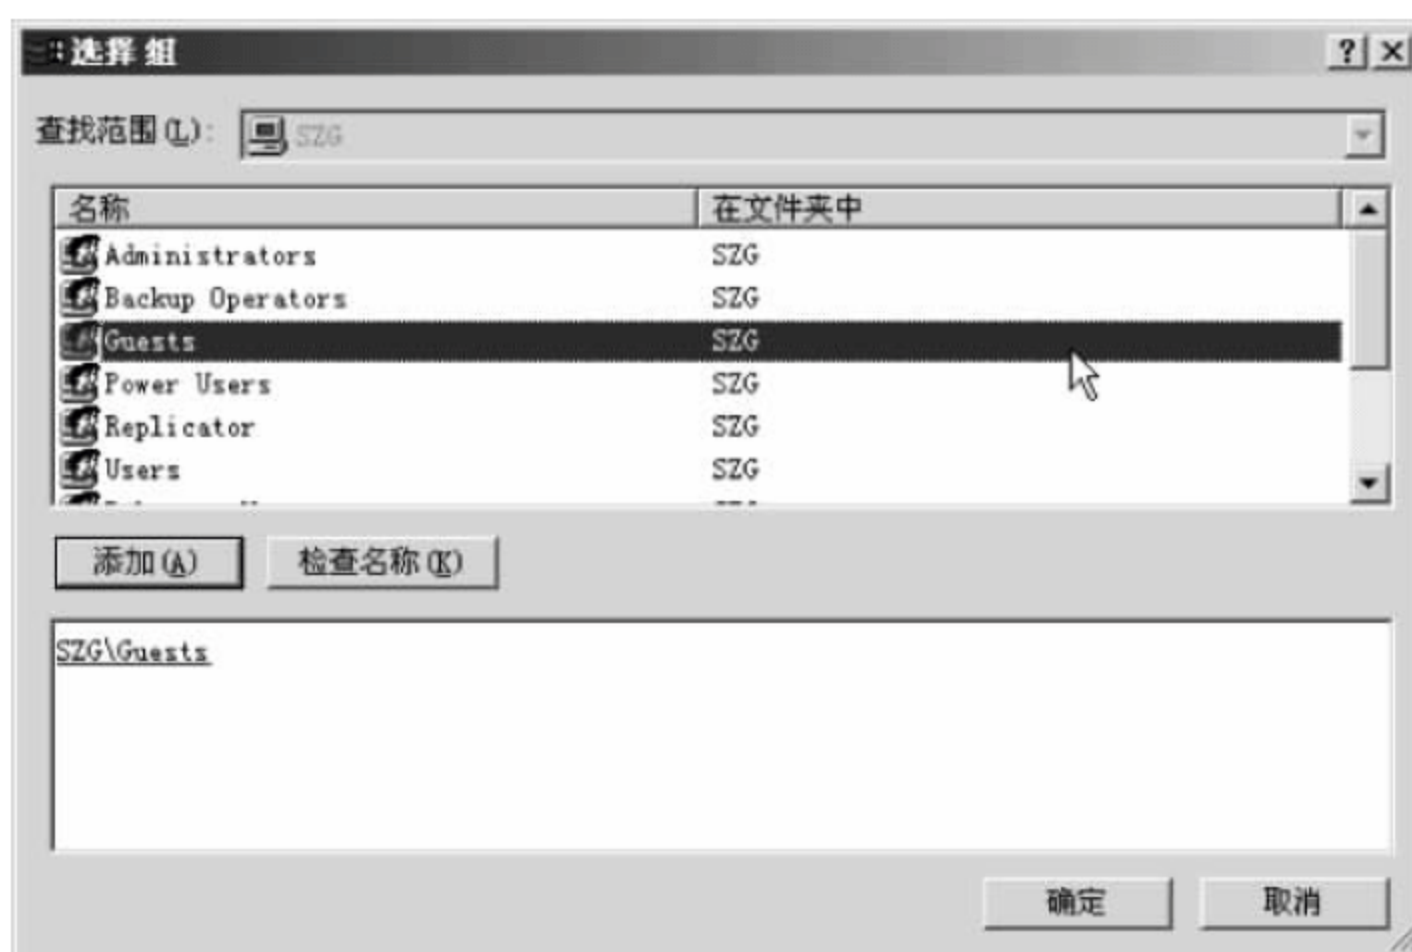 选择 组
查找范围(L): SZG
名称 在文件夹中
Administrators SZG
Backup Operators SZG
Guests SZG
Power Users SZG
Replicator SZG
Users SZG
添加(A) 检查名称(K)
SZG\Guests
确定 取消